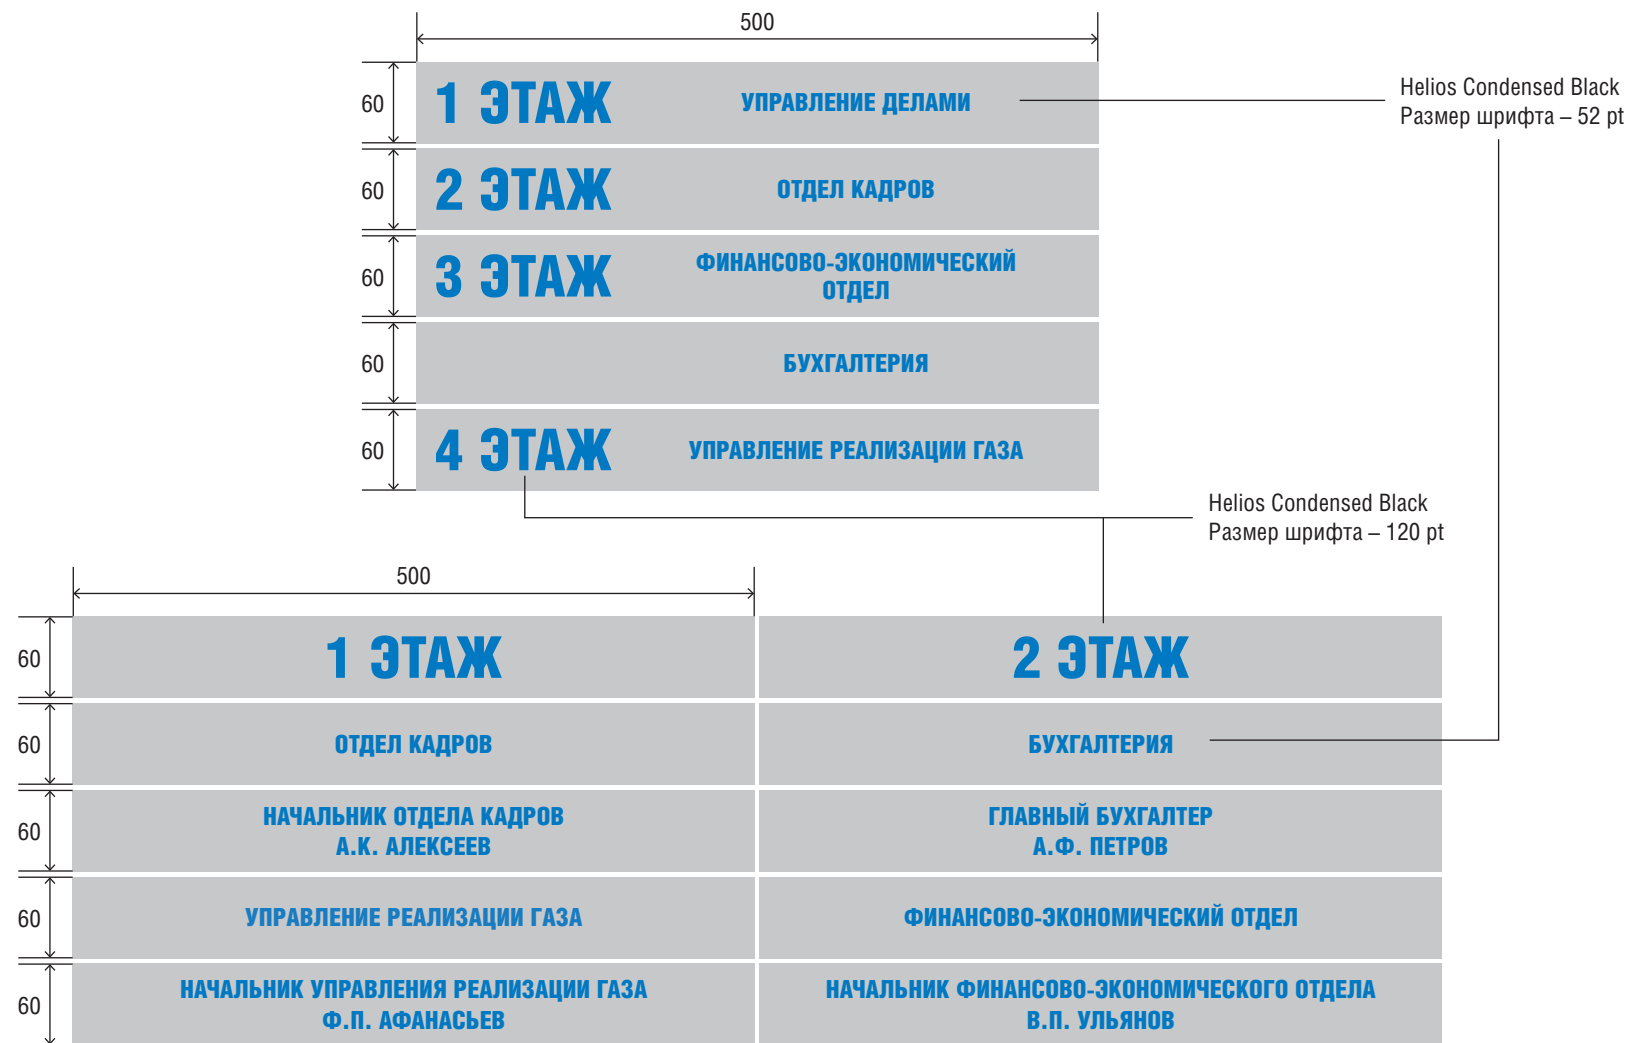 500
60
1 ЭТАЖ
УПРАВЛЕНИЕ ДЕЛАМИ
Helios Condensed Black
Размер шрифта – 52 pt
60
2 ЭТАЖ
ОТДЕЛ КАДРОВ
60
3 ЭТАЖ
ФИНАНСОВО-ЭКОНОМИЧЕСКИЙ
ОТДЕЛ
60
БУХГАЛТЕРИЯ
60
4 ЭТАЖ
УПРАВЛЕНИЕ РЕАЛИЗАЦИИ ГАЗА
Helios Condensed Black
Размер шрифта – 120 pt
500
60
1 ЭТАЖ
2 ЭТАЖ
60
ОТДЕЛ КАДРОВ
БУХГАЛТЕРИЯ
60
НАЧАЛЬНИК ОТДЕЛА КАДРОВ
А.К. АЛЕКСЕЕВ
ГЛАВНЫЙ БУХГАЛТЕР
А.Ф. ПЕТРОВ
60
УПРАВЛЕНИЕ РЕАЛИЗАЦИИ ГАЗА
ФИНАНСОВО-ЭКОНОМИЧЕСКИЙ ОТДЕЛ
60
НАЧАЛЬНИК УПРАВЛЕНИЯ РЕАЛИЗАЦИИ ГАЗА
Ф.П. АФАНАСЬЕВ
НАЧАЛЬНИК ФИНАНСОВО-ЭКОНОМИЧЕСКОГО ОТДЕЛА
В.П. УЛЬЯНОВ